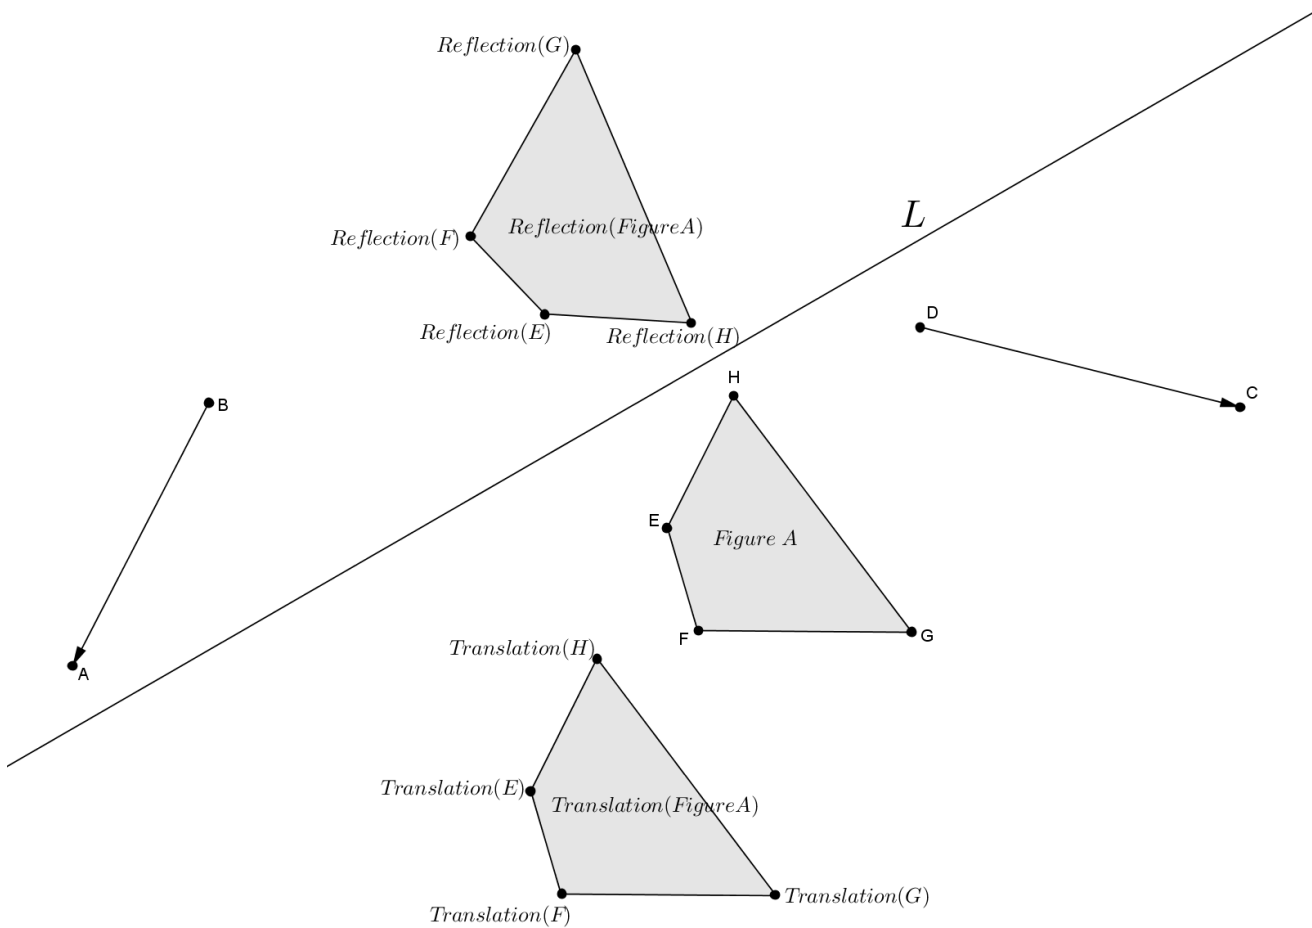 Reflection(G)
L
Reflection(F)
Reflection(FigureA)
Reflection(E)
Reflection(H)
D
H
C
B
E
Figure A
F
G
Translation(H)
A
Translation(E)
Translation(FigureA)
Translation(G)
Translation(F)